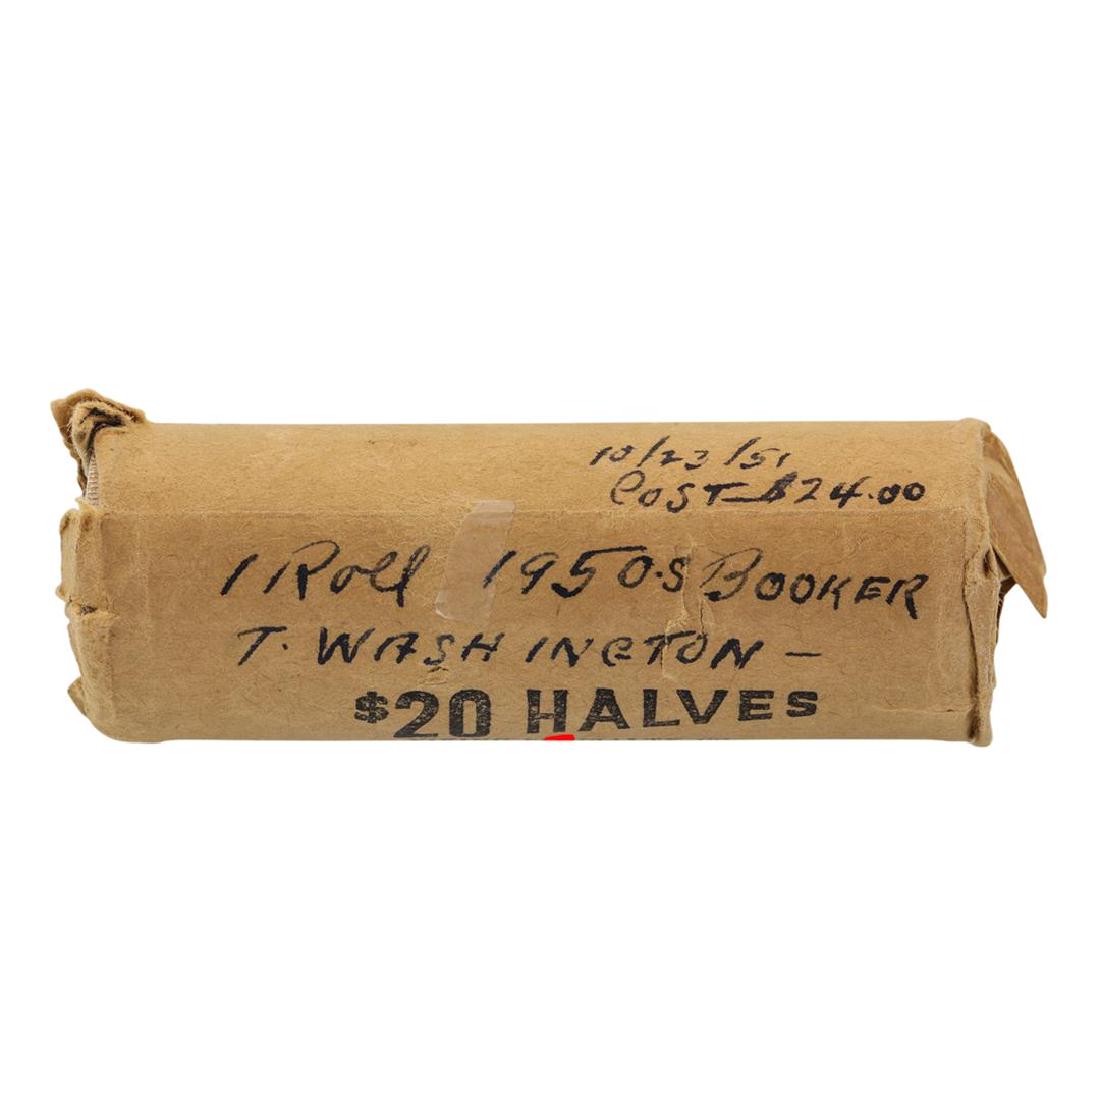 10/23/51
COST $24.00
1 Roll 1950-S BOOKER
T. WASHINGTON —
$20 HALVES